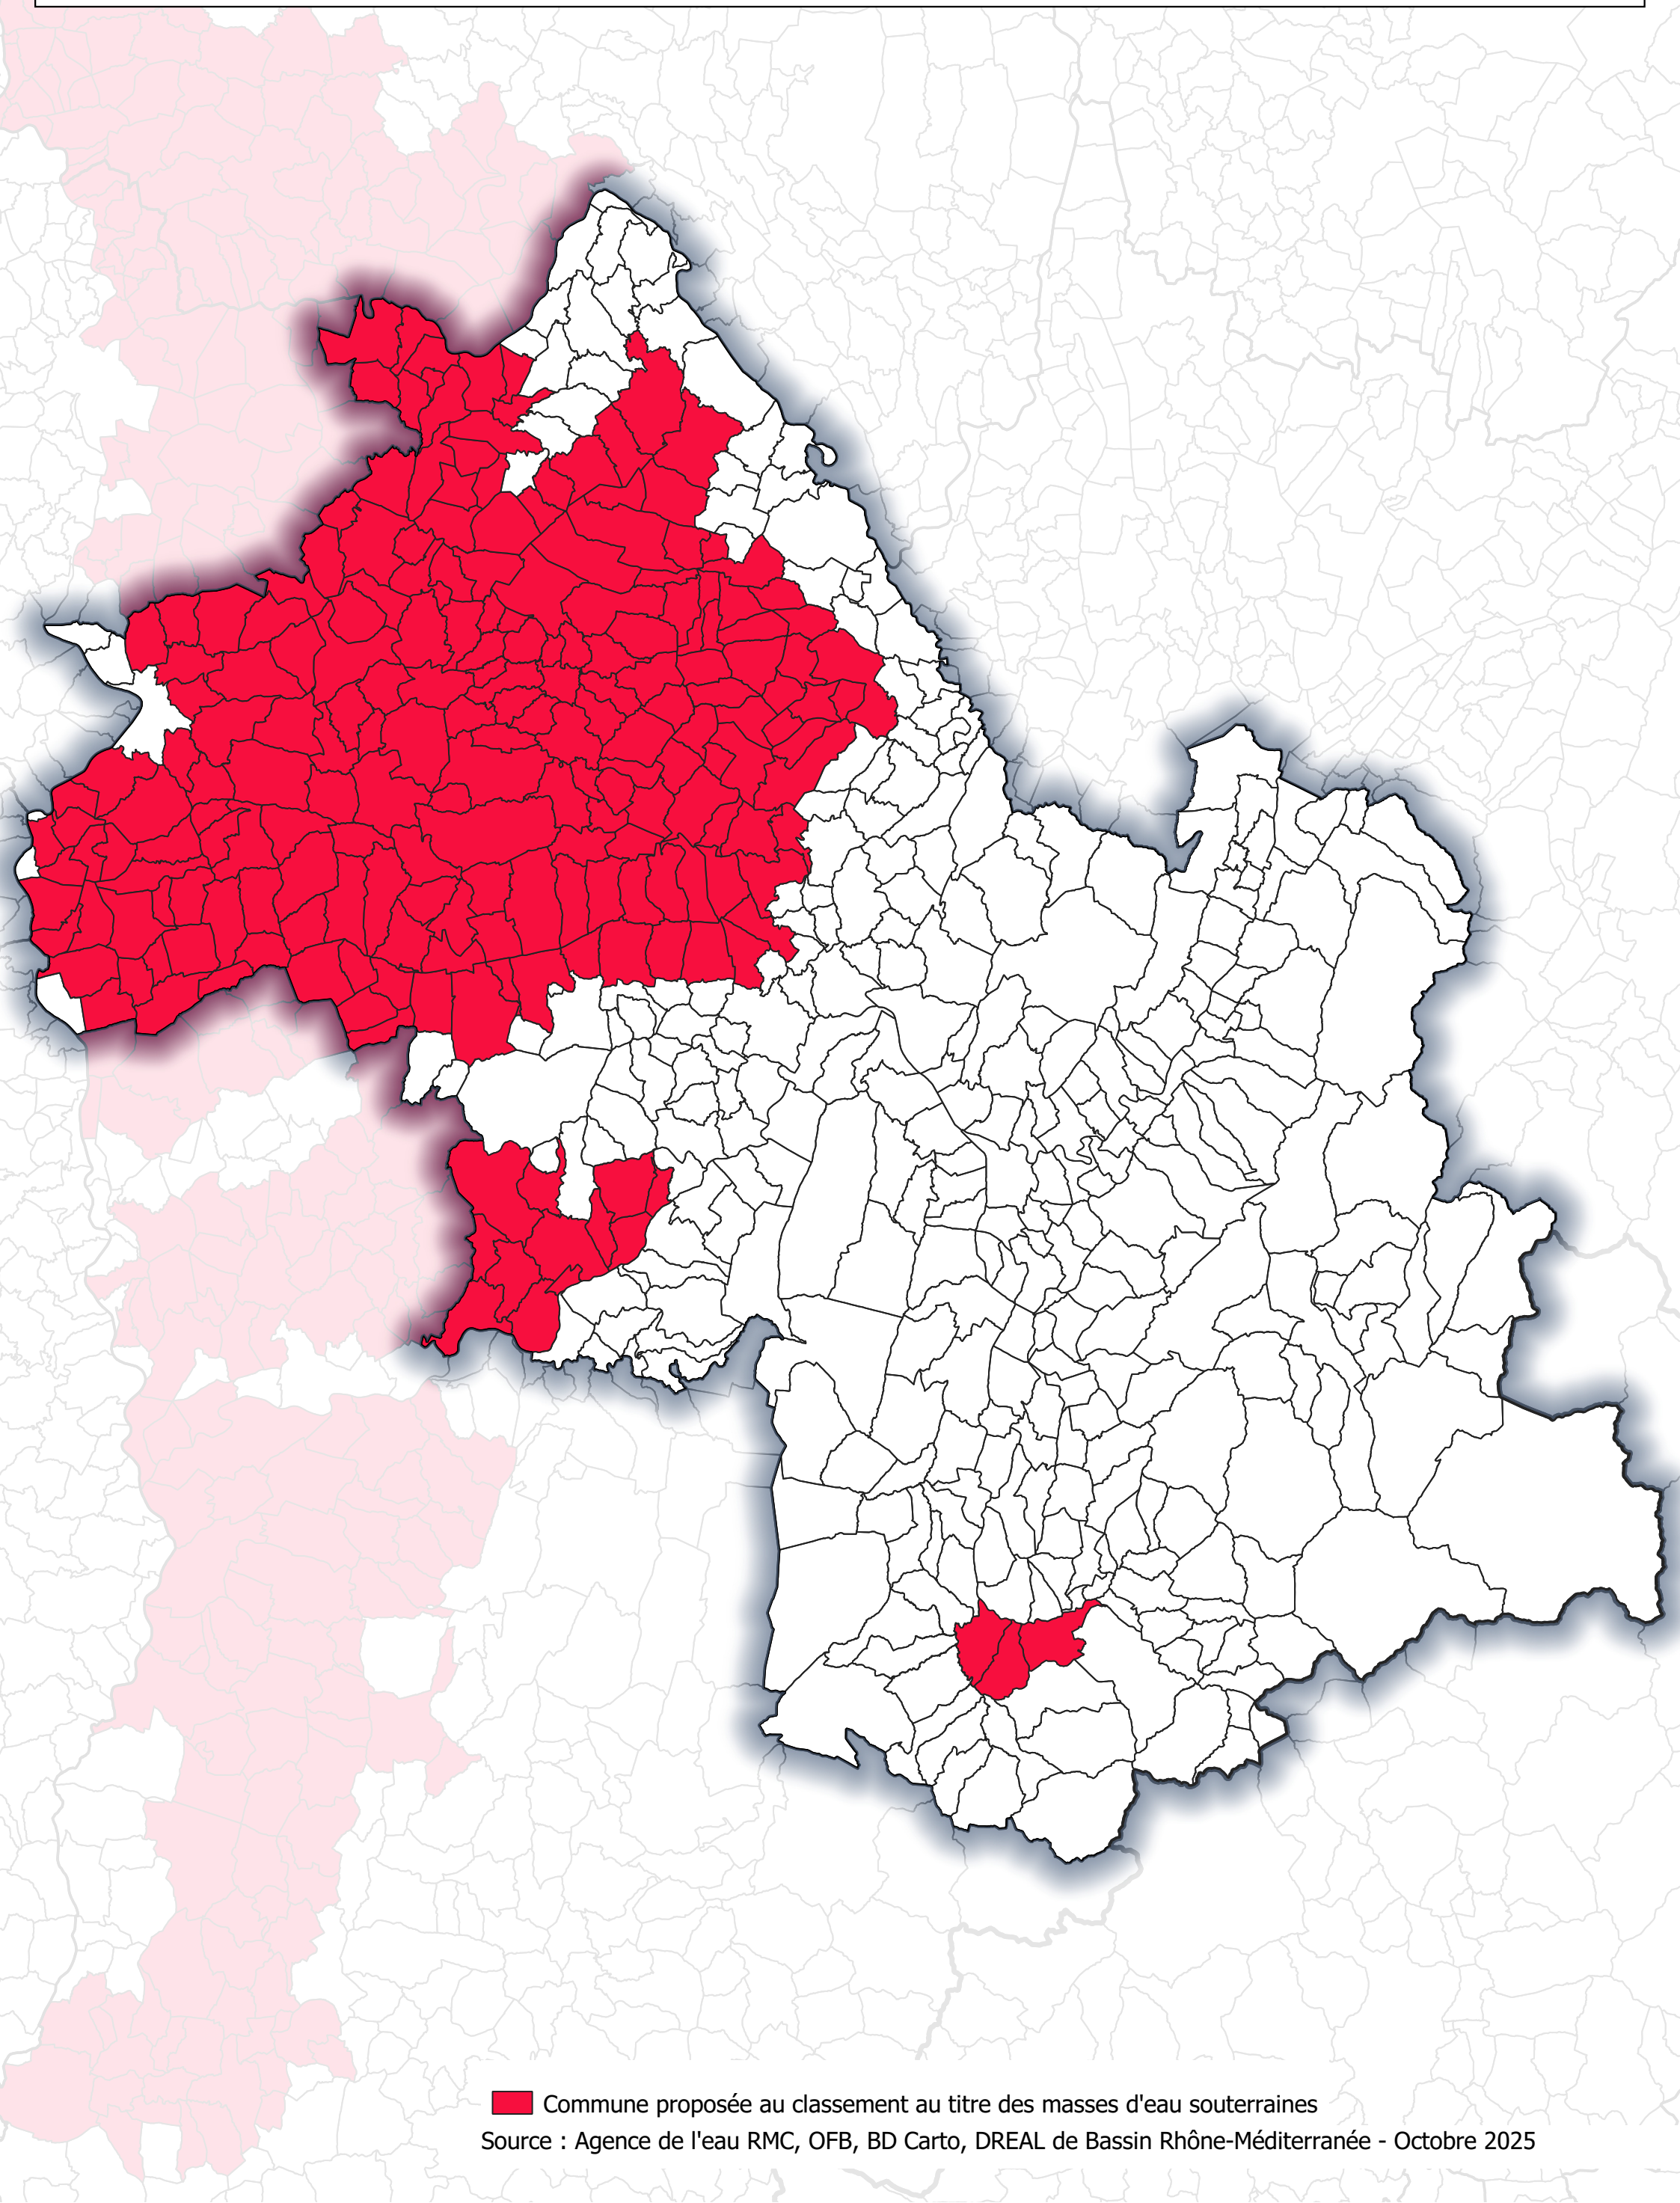 Commune proposée au classement au titre des masses d'eau souterraines
Source : Agence de l'eau RMC, OFB, BD Carto, DREAL de Bassin Rhône-Méditerranée - Octobre 2025